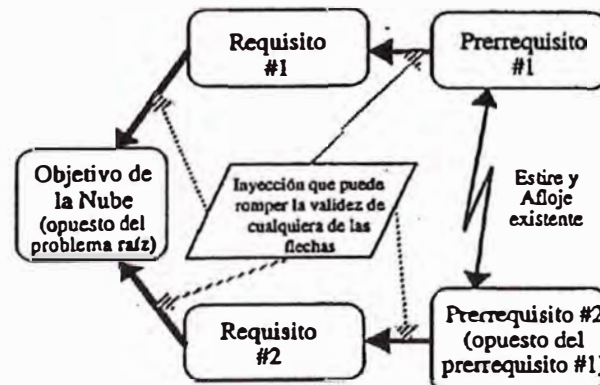 Requisito
#1
Prerrequisito
#1
Objetivo de
la Nube
(opuesto del
problema raíz)
Inyección que puede
romper la validez de
cualquiera de las
flechas
Estire y
Afloje
existente
Requisito
#2
Prerrequisito #2
(opuesto del
prerrequisito #1)